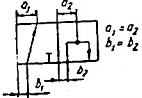 a₁ a₂
a₁ = a₂
b₁ = b₂
b₂
b₁